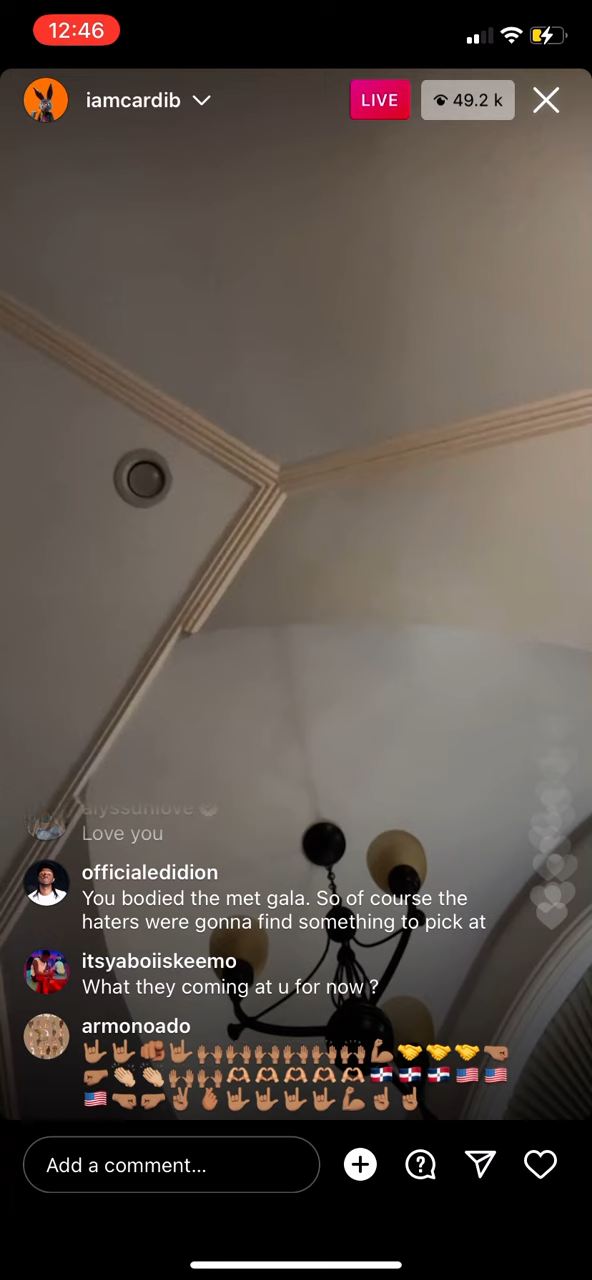 12:46
iamcardib
LIVE
49.2 k
alyssunlove
Love you
officialedidion
You bodied the met gala. So of course the
haters were gonna find something to pick at
itsyaboiiskeemo
What they coming at u for now ?
armonoado
Add a comment...